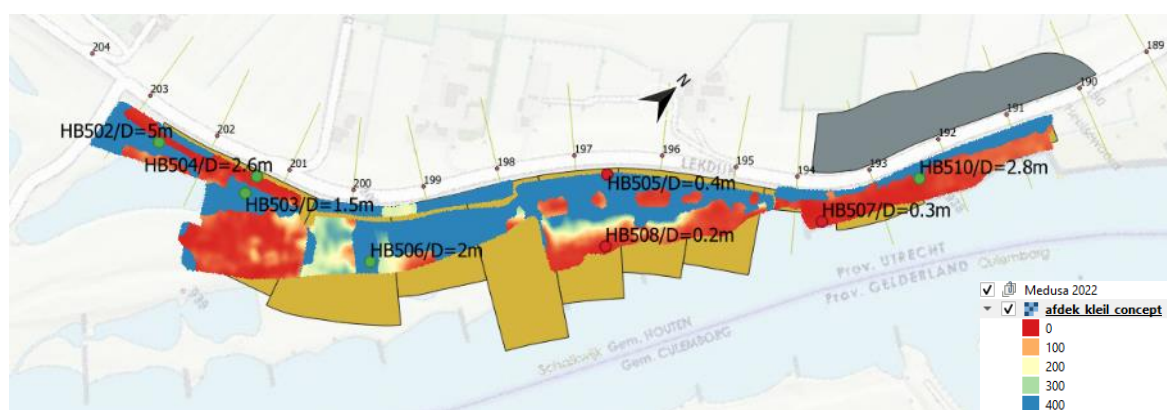 204
203
202
201
200
199
198
197
196
195
194
193
192
191
190
189
N
LEKDIJK
HB502/D=5m
HB504/D=2.6m
HB503/D=1.5m
HB506/D=2m
HB505/D=0.4m
HB508/D=0.2m
HB507/D=0.3m
HB510/D=2.8m
Prov. UTRECHT
Prov. GELDERLAND
Culemborg
Schalkwijk Gem. HOUTEN
Gem. CULEMBORG
Medusa 2022
afdek kleil concept
0
100
200
300
400